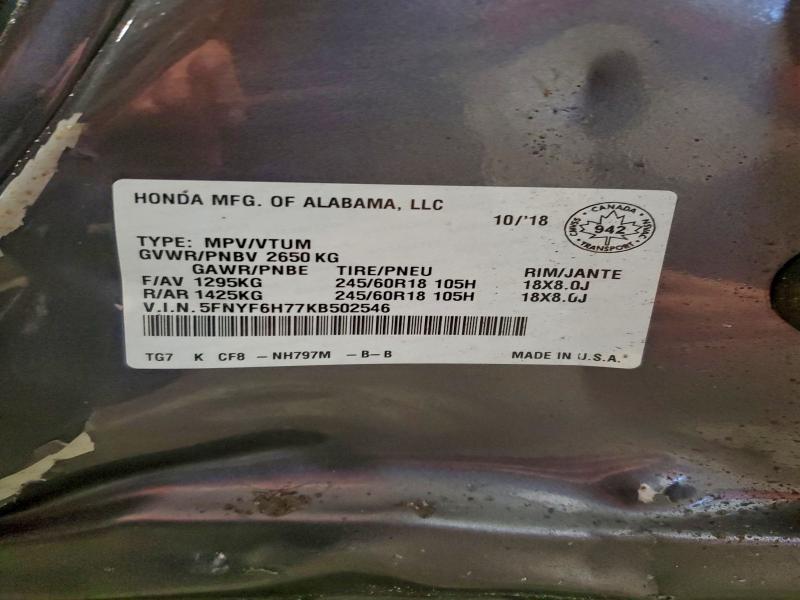 HONDA MFG. OF ALABAMA, LLC
10/'18
CANADA
CMVSS 942 NSVAC
TRANSPORT
TYPE: MPV/VTUM
GVWR/PNBV 2650 KG
GAWR/PNBE TIRE/PNEU RIM/JANTE
F/AV 1295KG 245/60R18 105H 18X8.0J
R/AR 1425KG 245/60R18 105H 18X8.0J
V.I.N. 5FNYF6H77KB502546
TG7 K CF8 -NH797M -B-B MADE IN U.S.A.